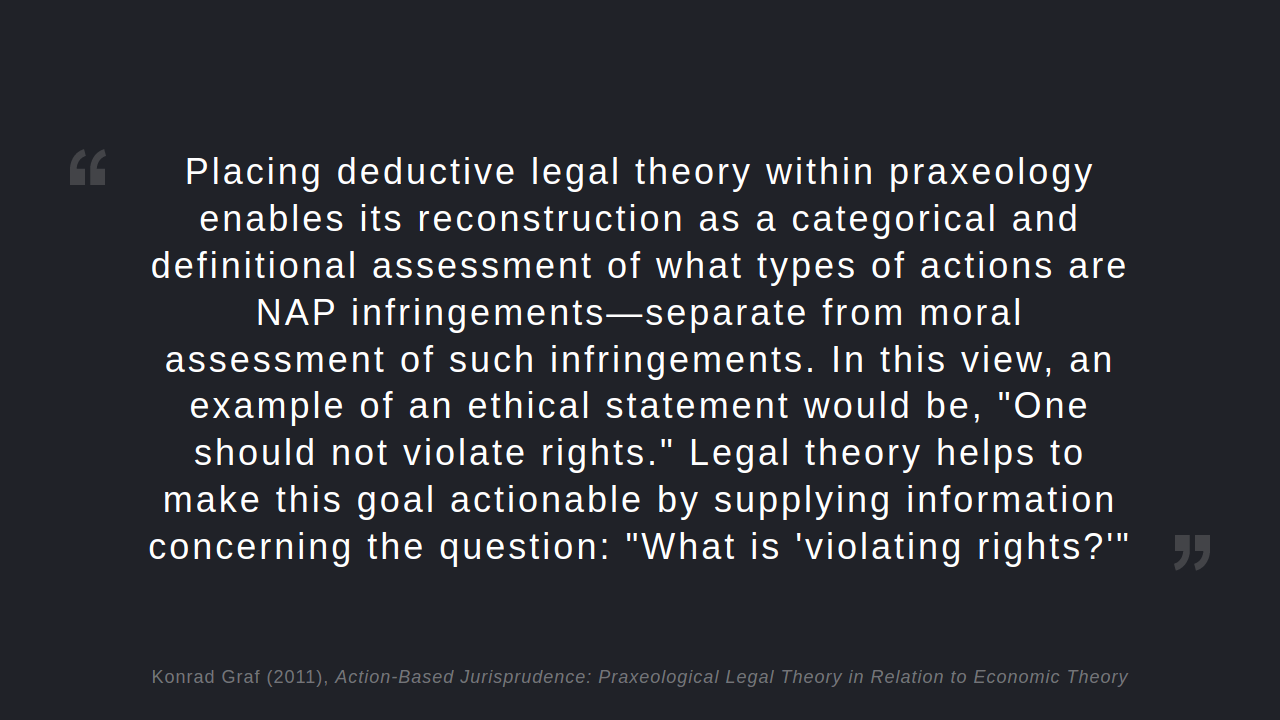 “
Placing deductive legal theory within praxeology
enables its reconstruction as a categorical and
definitional assessment of what types of actions are
NAP infringements—separate from moral
assessment of such infringements. In this view, an
example of an ethical statement would be, "One
should not violate rights." Legal theory helps to
make this goal actionable by supplying information
concerning the question: "What is 'violating rights?'"
”
Konrad Graf (2011), Action-Based Jurisprudence: Praxeological Legal Theory in Relation to Economic Theory